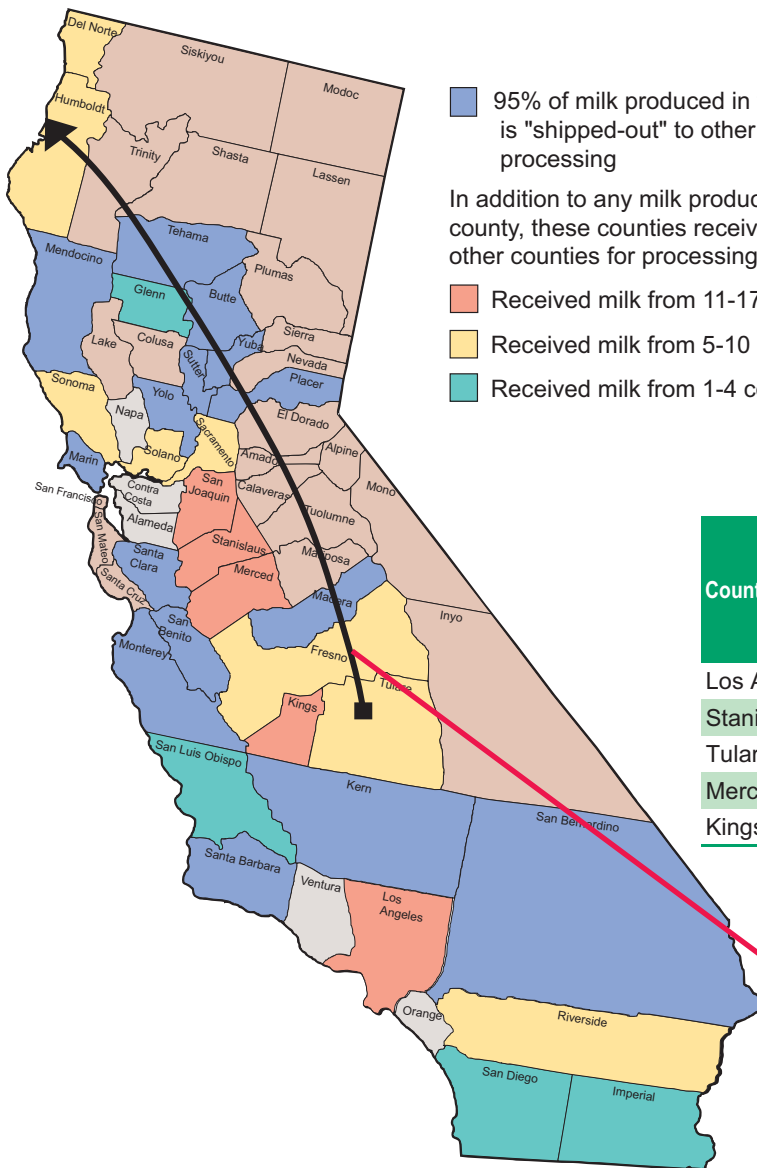 Del Norte
Siskiyou
Modoc
Humboldt
Trinity
Shasta
Lassen
Tehama
Mendocino
Plumas
Glenn
Butte
Sierra
Lake
Colusa
Yuba
Nevada
Sutter
Placer
Sonoma
Yolo
Napa
El Dorado
Sacramento
Solano
Alpine
Marin
Amado
San Francisco
Contra
Costa
San
Joaquin
Calaveras
Mono
Tuolumne
Alameda
San Mateo
Stanislaus
Mariposa
Santa
Clara
Merced
Santa Cruz
Madera
San
Benito
Inyo
Monterey
Fresno
Tulare
Kings
San Luis Obispo
Kern
San Bernardino
Santa Barbara
Ventura
Los
Angeles
Orange
Riverside
San Diego
Imperial
95% of milk produced in
is "shipped-out" to other
processing
In addition to any milk produc
county, these counties receiv
other counties for processing
Received milk from 11-17
Received milk from 5-10
Received milk from 1-4 co
Count
Los A
Stani
Tular
Merc
Kings